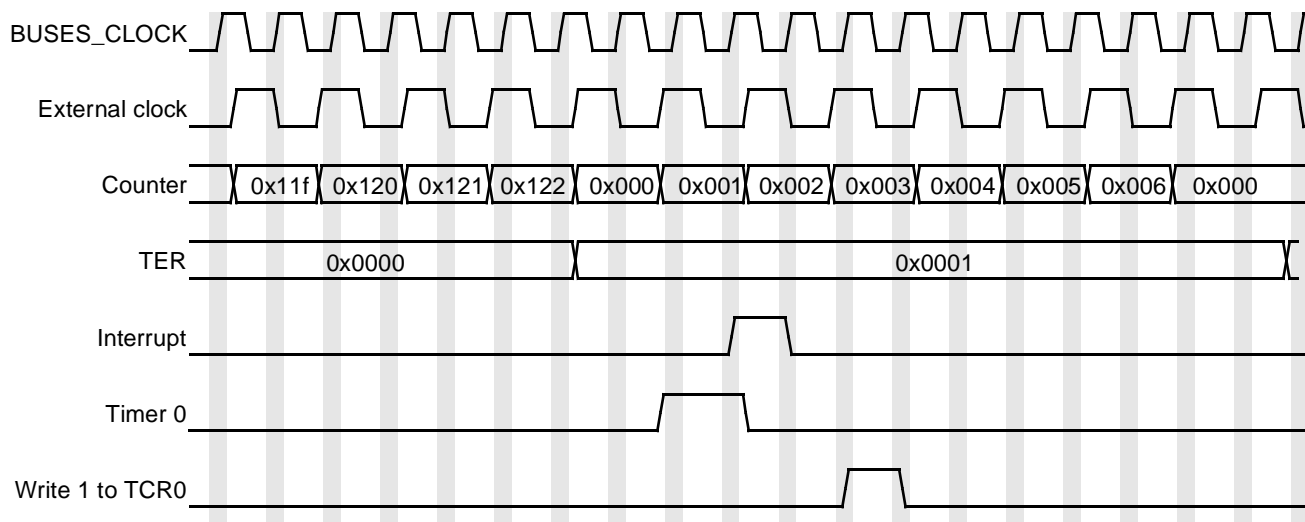 BUSES_CLOCK
External clock
Counter 0x11f 0x120 0x121 0x122 0x000 0x001 0x002 0x003 0x004 0x005 0x006 0x000
TER 0x0000 0x0001
Interrupt
Timer 0
Write 1 to TCR0